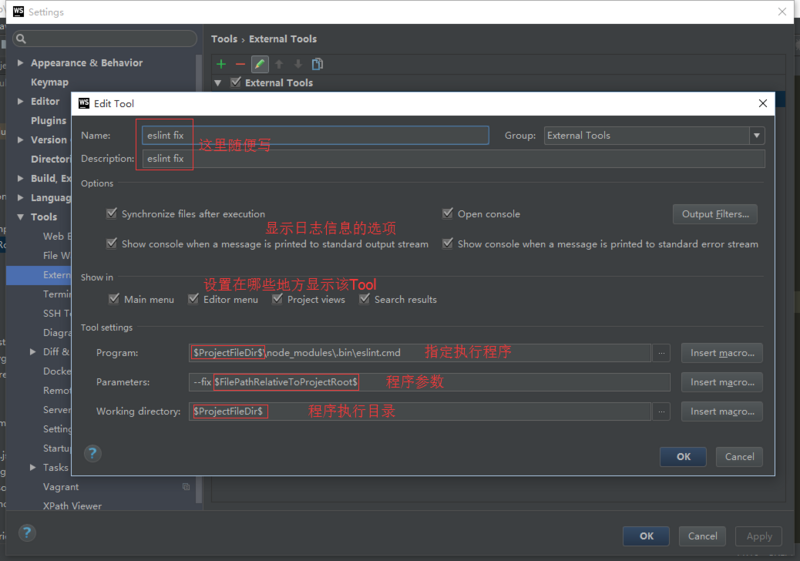 WS Settings
Tools › External Tools
Appearance & Behavior
Keymap
Editor
Plugins
Version
Build, Ex
Langua
Tools
External Tools
Web B
File W
Extern
Termin
SSH T
Diagra
Diff &
Docke
Remot
Server
Setting
Startu
Tasks
Vagrant
XPath Viewer
WS Edit Tool
Name: eslint fix 这里随便写 Group: External Tools
Description: eslint fix
Options
Synchronize files after execution Open console Output Filters...
显示日志信息的选项
Show console when a message is printed to standard output stream Show console when a message is printed to standard error stream
设置在哪些地方显示该Tool
Show in
Main menu Editor menu Project views Search results
Tool settings
Program: $ProjectFileDir$\node_modules\.bin\eslint.cmd 指定执行程序 ... Insert macro...
Parameters: --fix $FilePathRelativeToProjectRoot$ 程序参数 Insert macro...
Working directory: $ProjectFileDir$ 程序执行目录 ... Insert macro...
? OK Cancel
? OK Cancel Apply